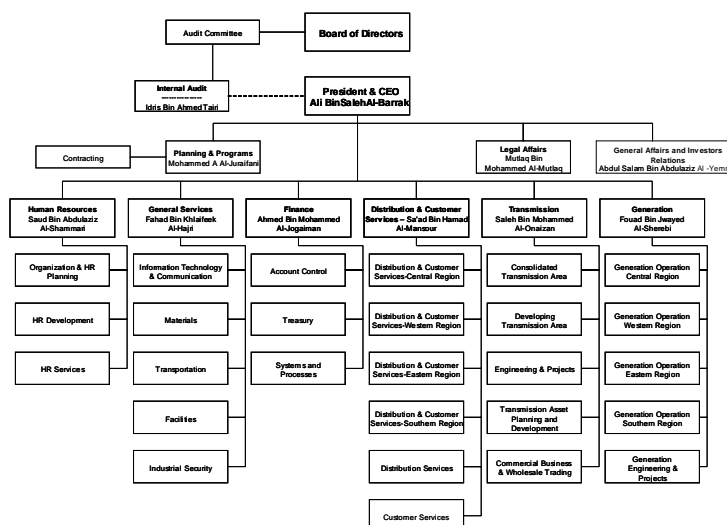 Audit Committee
Board of Directors
Internal Audit
---------------
Idris Bin Ahmed Tairi
President & CEO
Ali BinSalehAl-Barrak
Contracting
Planning & Programs
Mohammed A Al-Juraifani
Legal Affairs
Mutlaq Bin
Mohammed Al-Mutlaq
General Affairs and Investors
Relations
Abdul Salam Bin Abdulaziz Al -Yemn
Human Resources
Saud Bin Abdulaziz
Al-Shammari
General Services
Fahad Bin Khlaifeek
Al-Hajri
Finance
Ahmed Bin Mohammed
Al-Jogaiman
Distribution & Customer
Services – Sa'ad Bin Hamad
Al-Mansour
Transmission
Saleh Bin Mohammed
Al-Onaizan
Generation
Fouad Bin Jwayed
Al-Sherebi
Organization & HR
Planning
HR Development
HR Services
Information Technology
& Communication
Materials
Transportation
Facilities
Industrial Security
Account Control
Treasury
Systems and
Processes
Distribution & Customer
Services-Central Region
Distribution & Customer
Services-Western Region
Distribution & Customer
Services-Eastern Region
Distribution & Customer
Services-Southern Region
Distribution Services
Customer Services
Consolidated
Transmission Area
Developing
Transmission Area
Engineering & Projects
Transmission Asset
Planning and
Development
Commercial Business
& Wholesale Trading
Generation Operation
Central Region
Generation Operation
Western Region
Generation Operation
Eastern Region
Generation Operation
Southern Region
Generation
Engineering &
Projects